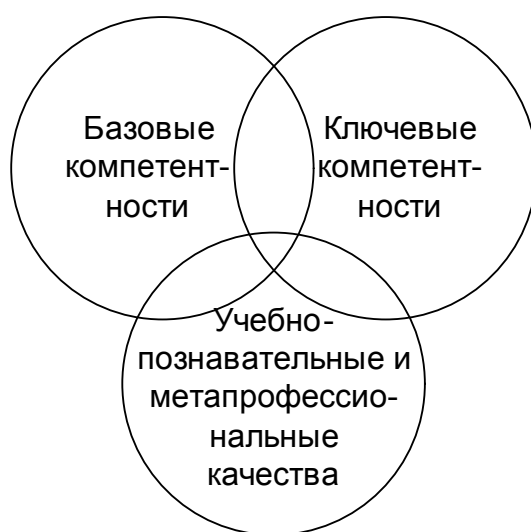 Базовые
компетент-
ности
Ключевые
компетент-
ности
Учебно-
познавательные и
метапрофессио-
нальные
качества